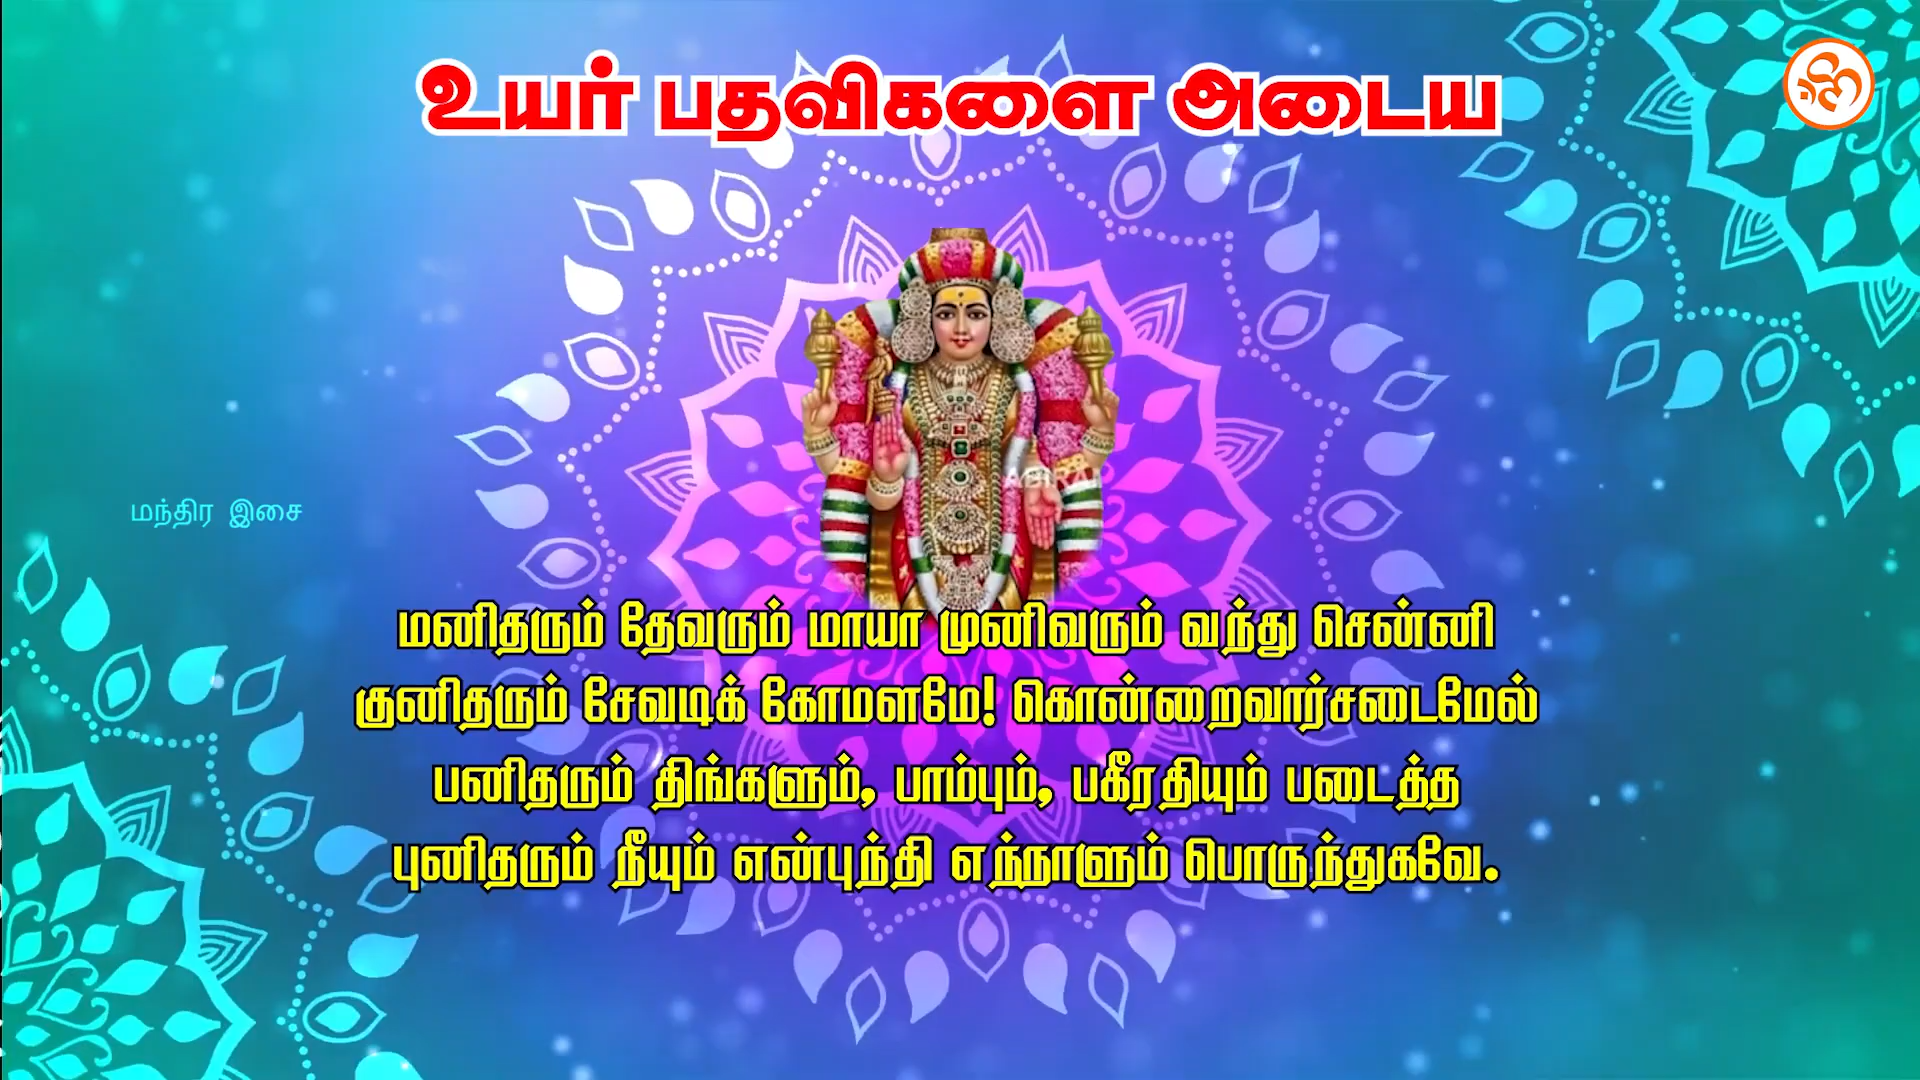 உயர் பதவிகளை அடைய
மந்திர இசை
மனிதரும் தேவரும் மாயா முனிவரும் வந்து சென்னி
குனிதரும் சேவடிக் கோமளமே! கொன்றைவார்சடைமேல்
பனிதரும் திங்களும், பாம்பும், பகீரதியும் படைத்த
புனிதரும் நீயும் என்புந்தி எந்நாளும் பொருந்துகவே.